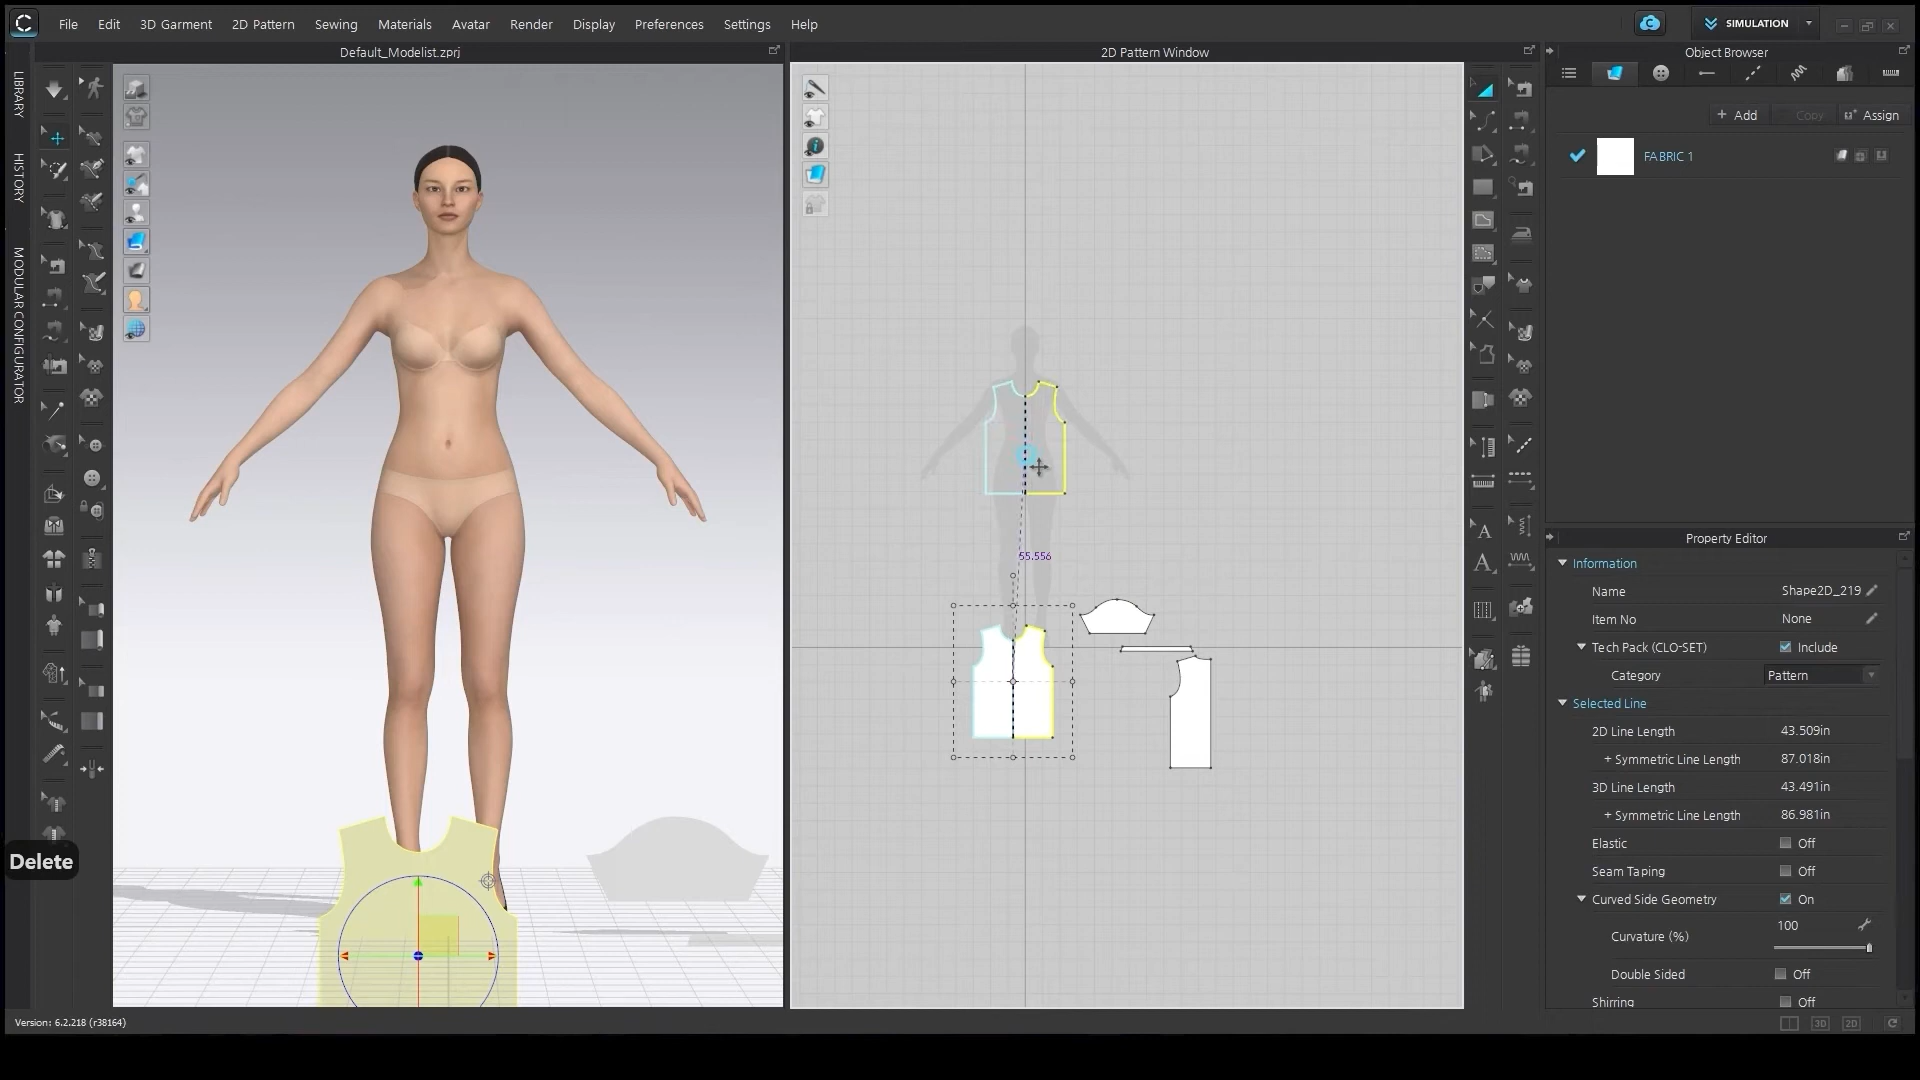 File Edit 3D Garment 2D Pattern Sewing Materials Avatar Render Display Preferences Settings Help
SIMULATION
Default_Modelist.zprj
2D Pattern Window
Object Browser
LIBRARY
HISTORY
MODULAR CONFIGURATOR
+ Add Copy Assign
FABRIC 1
55.556
Property Editor
Information
Name Shape2D_219
Item No None
Tech Pack (CLO-SET) Include
Category Pattern
Selected Line
2D Line Length 43.509in
+ Symmetric Line Length 87.018in
3D Line Length 43.491in
+ Symmetric Line Length 86.981in
Elastic Off
Seam Taping Off
Curved Side Geometry On
Curvature (%) 100
Double Sided Off
Shirring Off
Delete
Version: 6.2.218 (r38164)
3D
2D